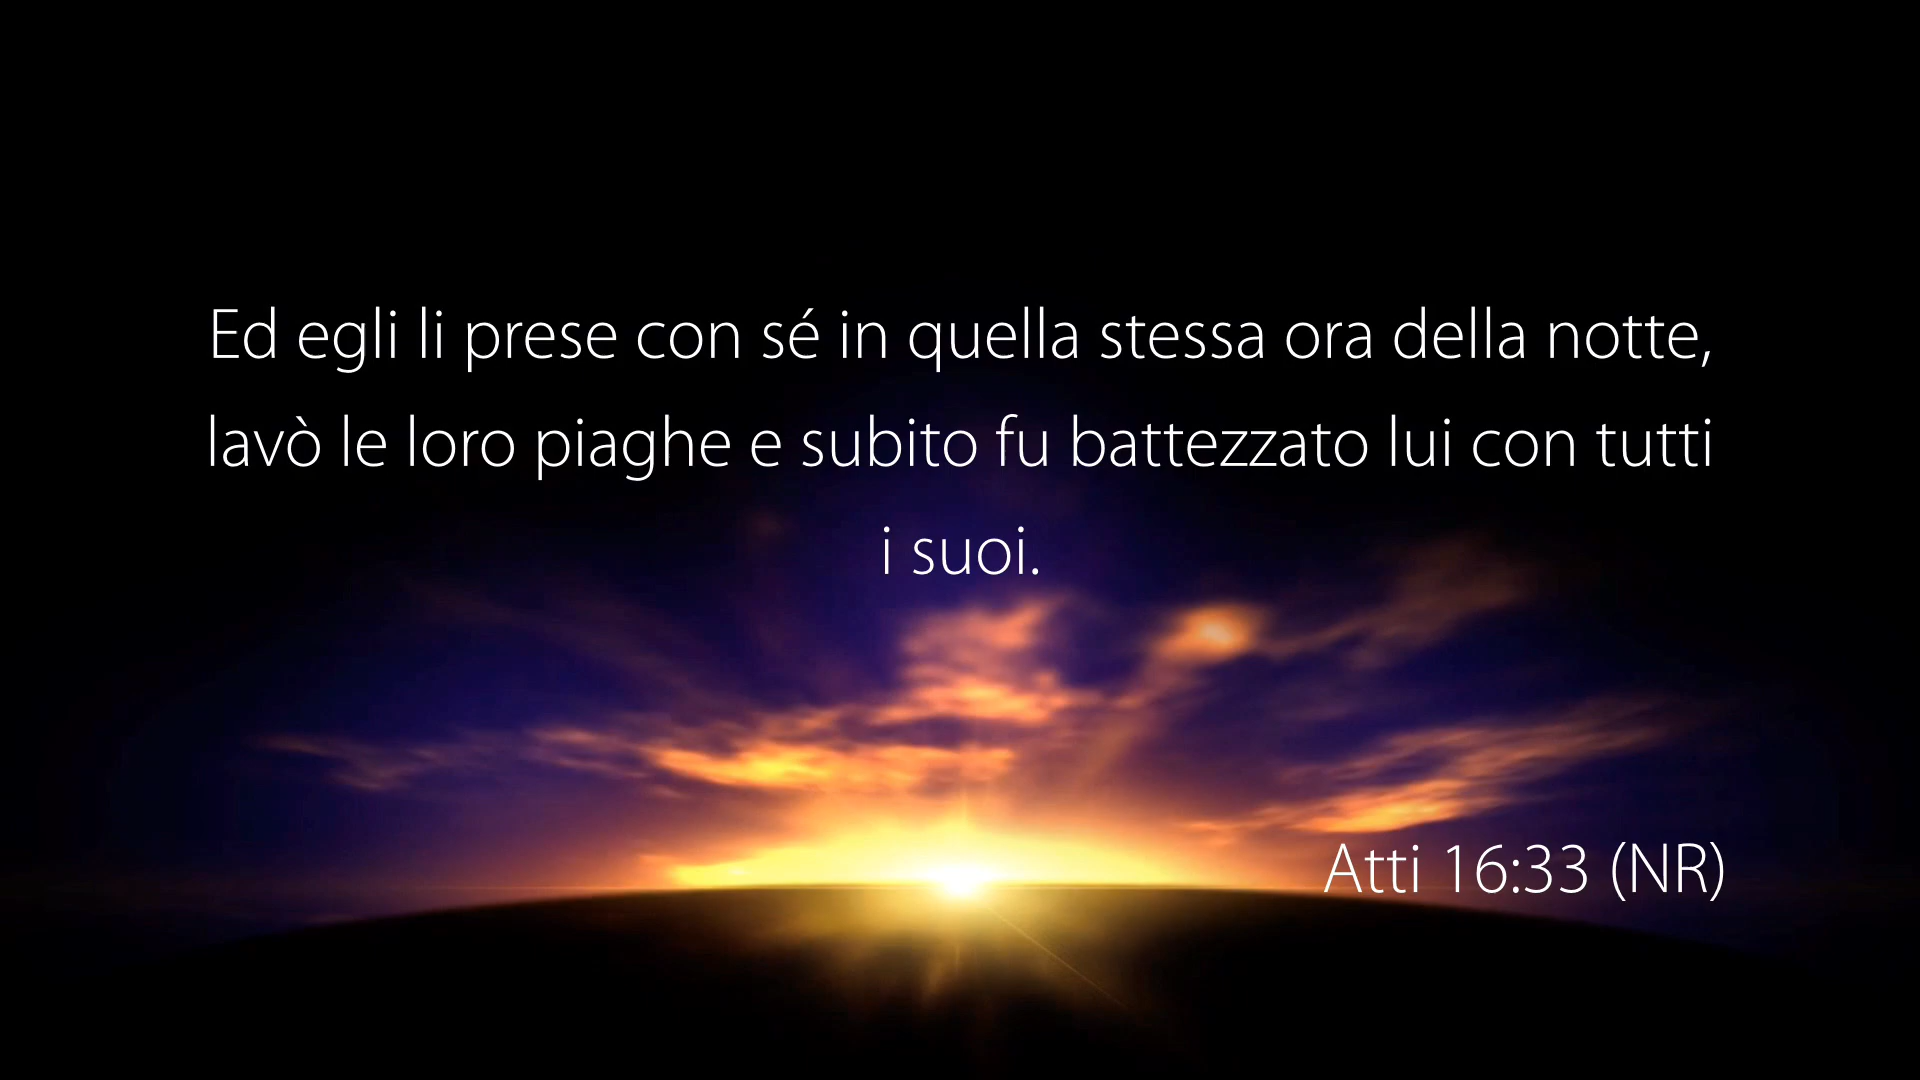 Ed egli li prese con sé in quella stessa ora della notte,
lavò le loro piaghe e subito fu battezzato lui con tutti
i suoi.
Atti 16:33 (NR)